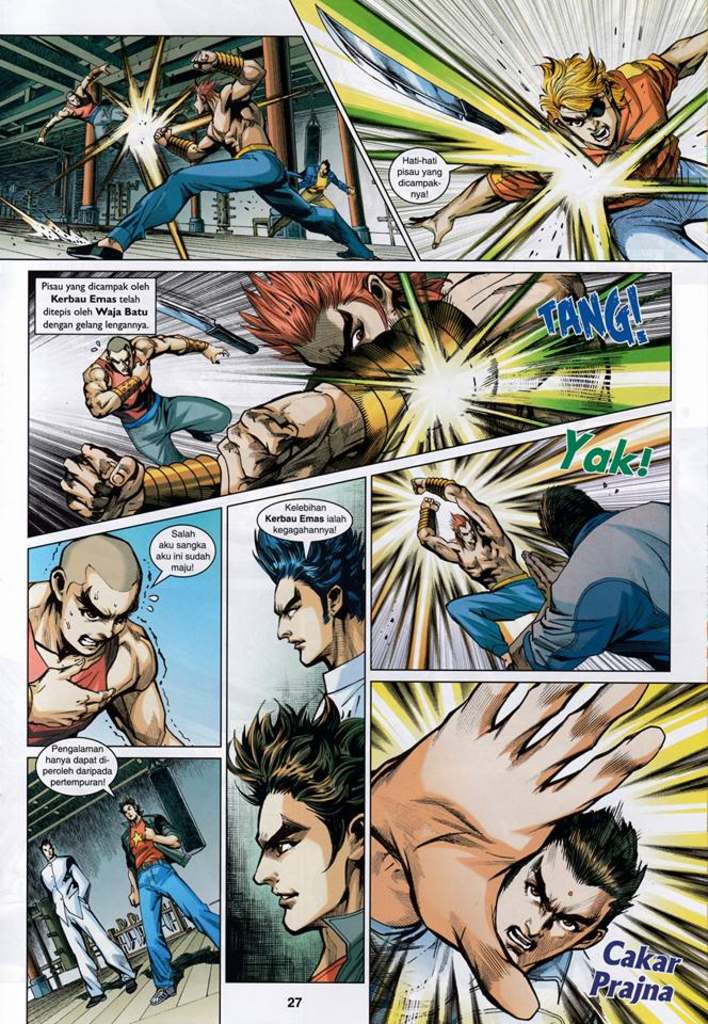 Hati-hati
pisau yang
dicampak-
nya!
Pisau yang dicampak oleh
Kerbau Emas telah
ditepis oleh Waja Batu
dengan gelang lengannya.
TANG!
Yak!
Salah
aku sangka
aku ini sudah
maju!
Kelebihan
Kerbau Emas ialah
kegagahannya!
Pengalaman
hanya dapat di-
peroleh daripada
pertempuran!
Cakar
Prajna
27